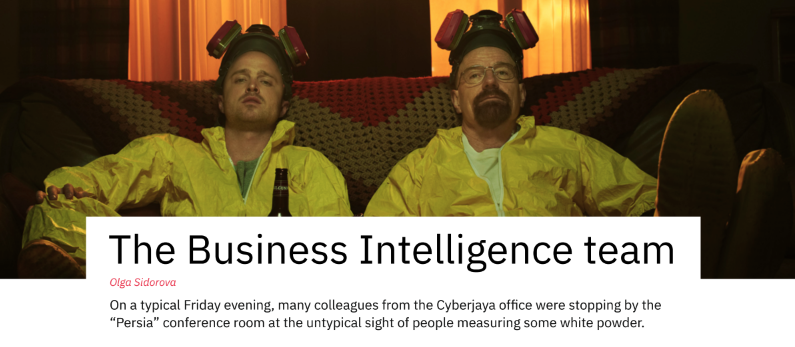 The Business Intelligence team
Olga Sidorova
On a typical Friday evening, many colleagues from the Cyberjaya office were stopping by the
“Persia” conference room at the untypical sight of people measuring some white powder.